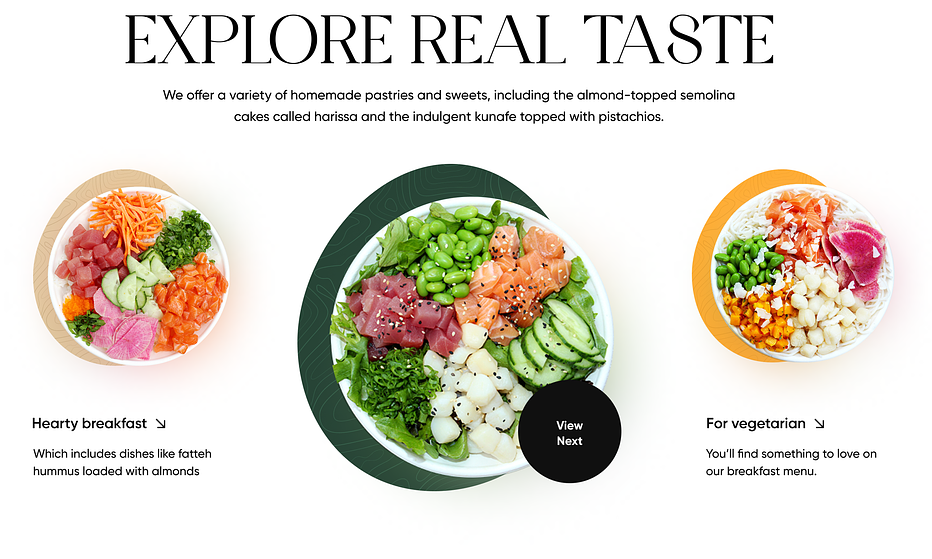 EXPLORE REAL TASTE
We offer a variety of homemade pastries and sweets, including the almond-topped semolina
cakes called harissa and the indulgent kunafe topped with pistachios.
View
Next
Hearty breakfast ↘
Which includes dishes like fatteh
hummus loaded with almonds
For vegetarian ↘
You’ll find something to love on
our breakfast menu.